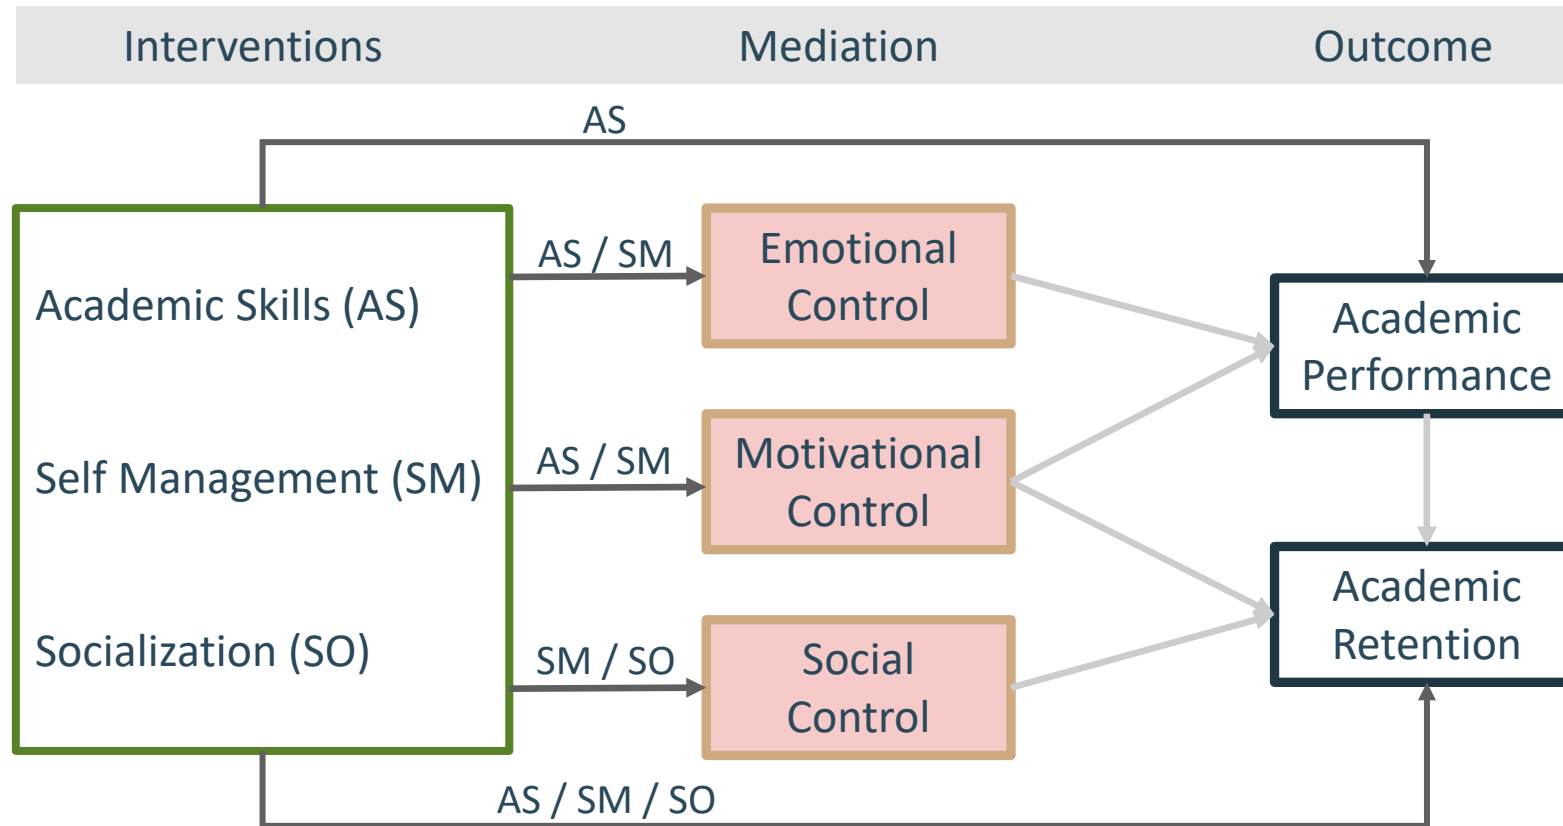 Interventions
Mediation
Outcome
AS
Academic Skills (AS)
Self Management (SM)
Socialization (SO)
AS / SM
Emotional
Control
AS / SM
Motivational
Control
SM / SO
Social
Control
Academic
Performance
Academic
Retention
AS / SM / SO